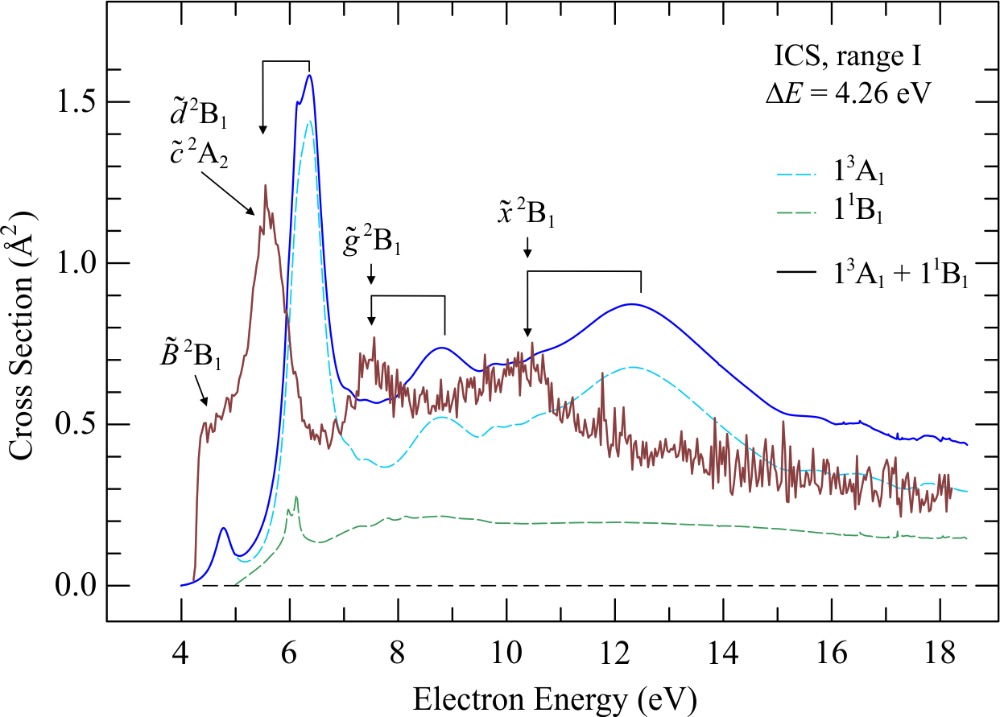 ICS, range I
ΔE = 4.26 eV
1³A₁
1¹B₁
1³A₁ + 1¹B₁
d̃ ²B₁
c̃ ²A₂
B̃ ²B₁
g̃ ²B₁
x̃ ²B₁
Cross Section (Å²)
1.5
1.0
0.5
0.0
4 6 8 10 12 14 16 18
Electron Energy (eV)